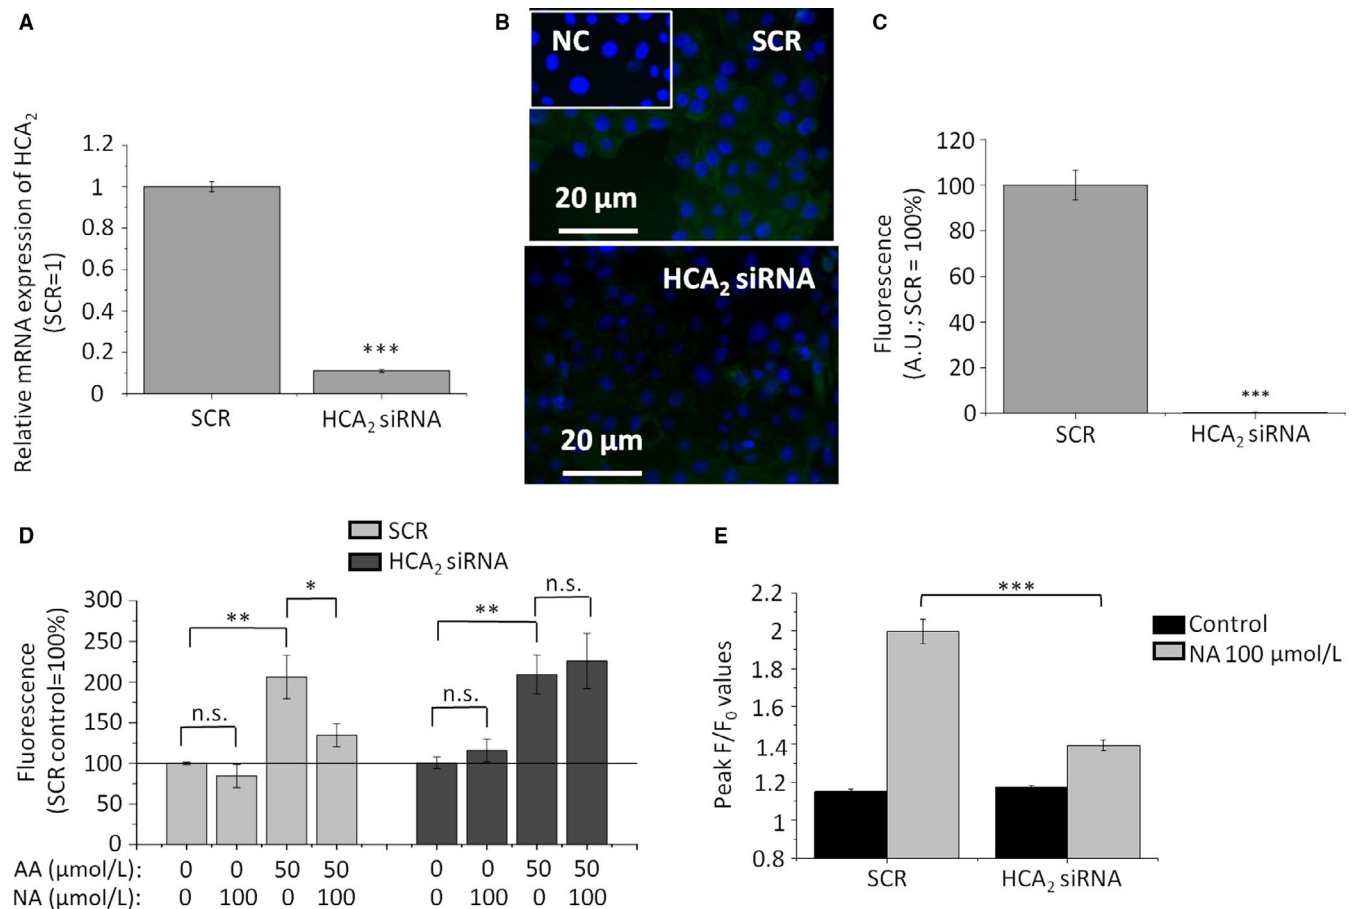 A
Relative mRNA expression of HCA₂
(SCR=1)
1.2
1
0.8
0.6
0.4
0.2
0
***
SCR
HCA₂ siRNA
B
NC
SCR
20 µm
HCA₂ siRNA
20 µm
C
Fluorescence
(A.U.; SCR = 100%)
120
100
80
60
40
20
0
***
SCR
HCA₂ siRNA
D
SCR
HCA₂ siRNA
Fluorescence
(SCR control=100%)
300
250
200
150
100
50
0
n.s.
**
*
n.s.
**
n.s.
AA (µmol/L): 0 0 50 50 0 0 50 50
NA (µmol/L): 0 100 0 100 0 100 0 100
E
Peak F/F₀ values
2.2
2
1.8
1.6
1.4
1.2
1
0.8
***
Control
NA 100 µmol/L
SCR
HCA₂ siRNA